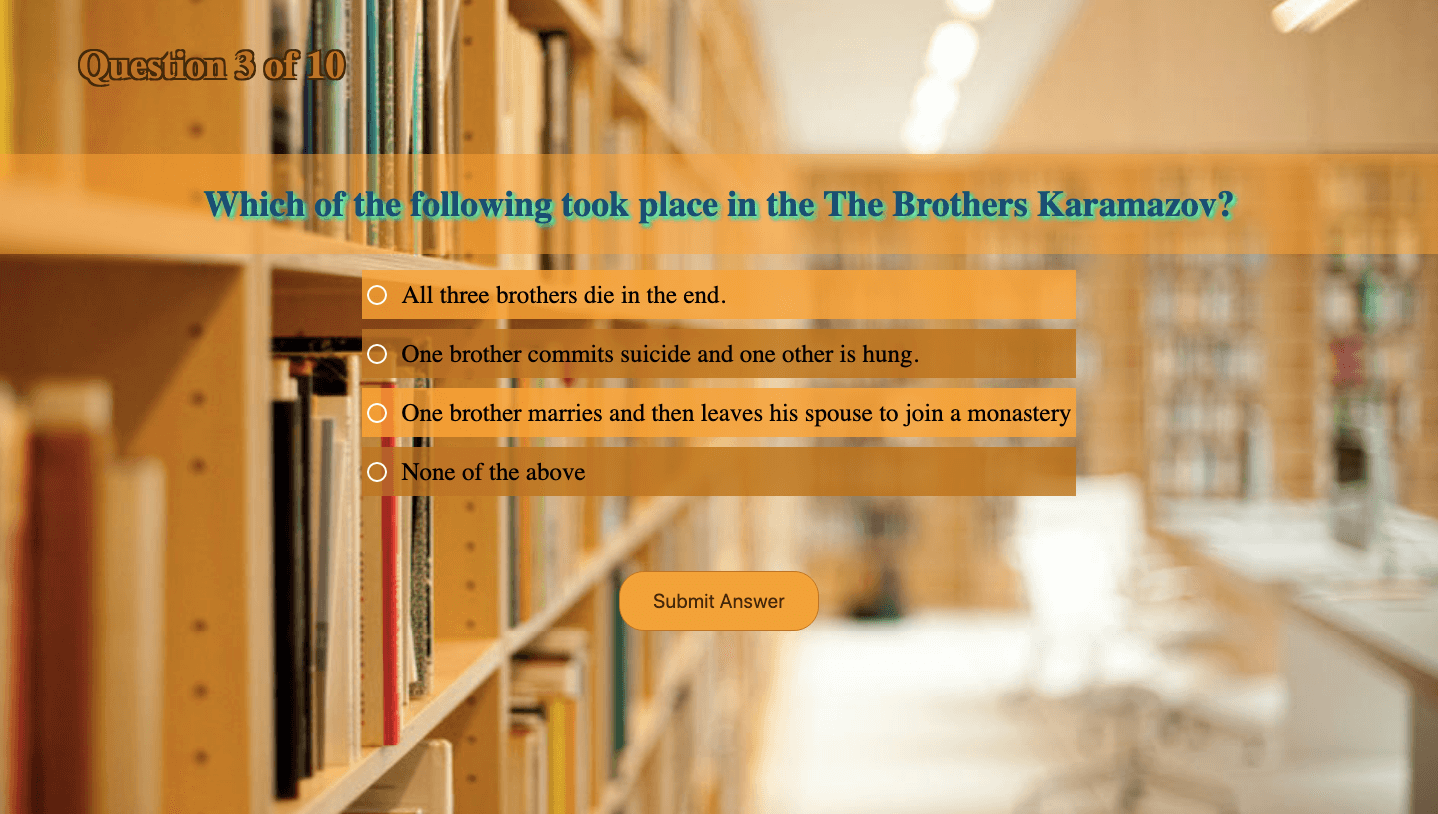 Question 3 of 10
Which of the following took place in the The Brothers Karamazov?
All three brothers die in the end.
One brother commits suicide and one other is hung.
One brother marries and then leaves his spouse to join a monastery
None of the above
Submit Answer